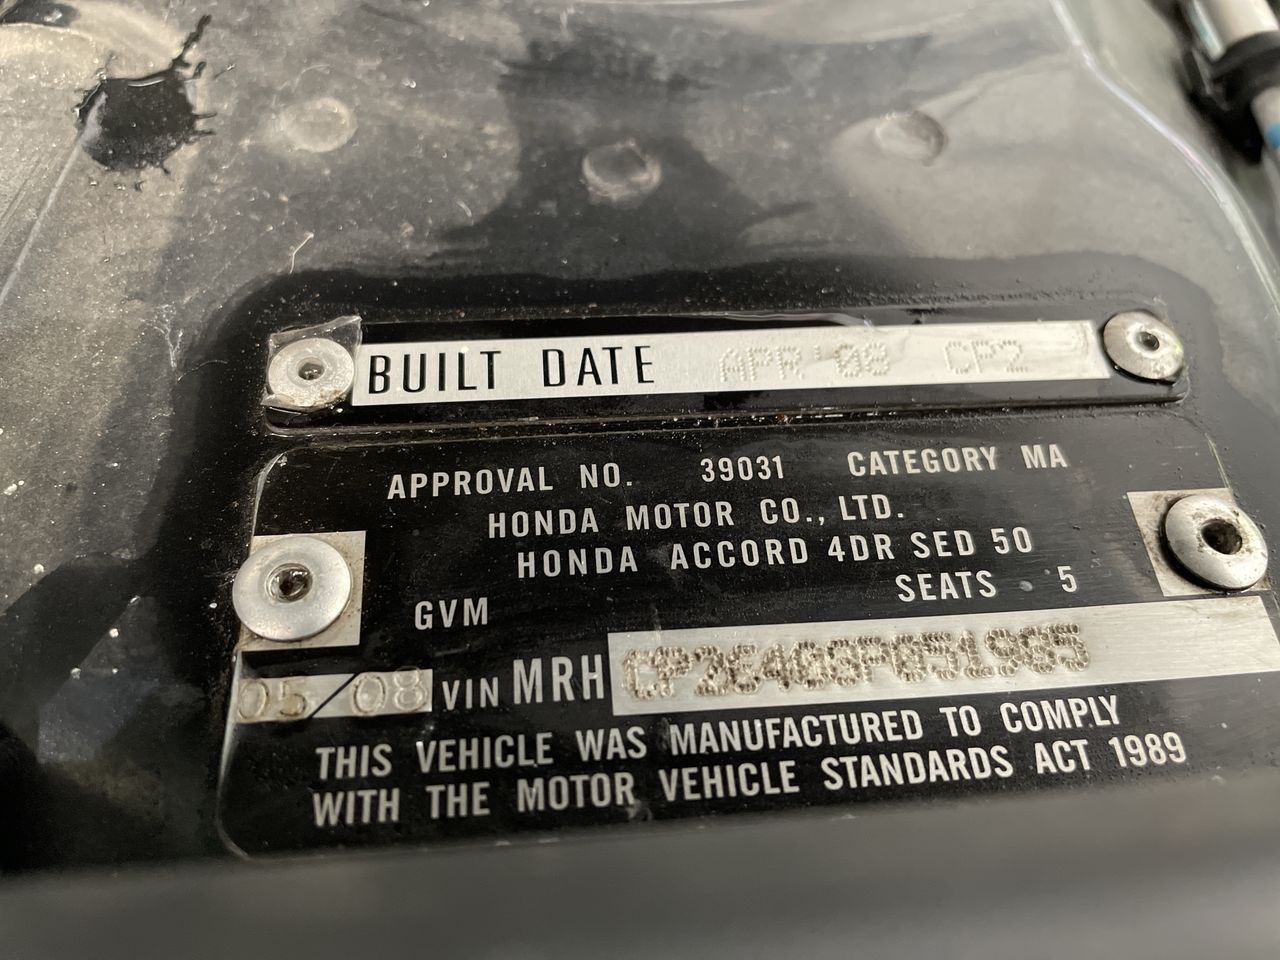 BUILT DATE APR'08 CP2
APPROVAL NO. 39031 CATEGORY MA
HONDA MOTOR CO., LTD.
HONDA ACCORD 4DR SED 50
GVM SEATS 5
05/08 VIN MRH CP26408P051985
THIS VEHICLE WAS MANUFACTURED TO COMPLY
WITH THE MOTOR VEHICLE STANDARDS ACT 1989